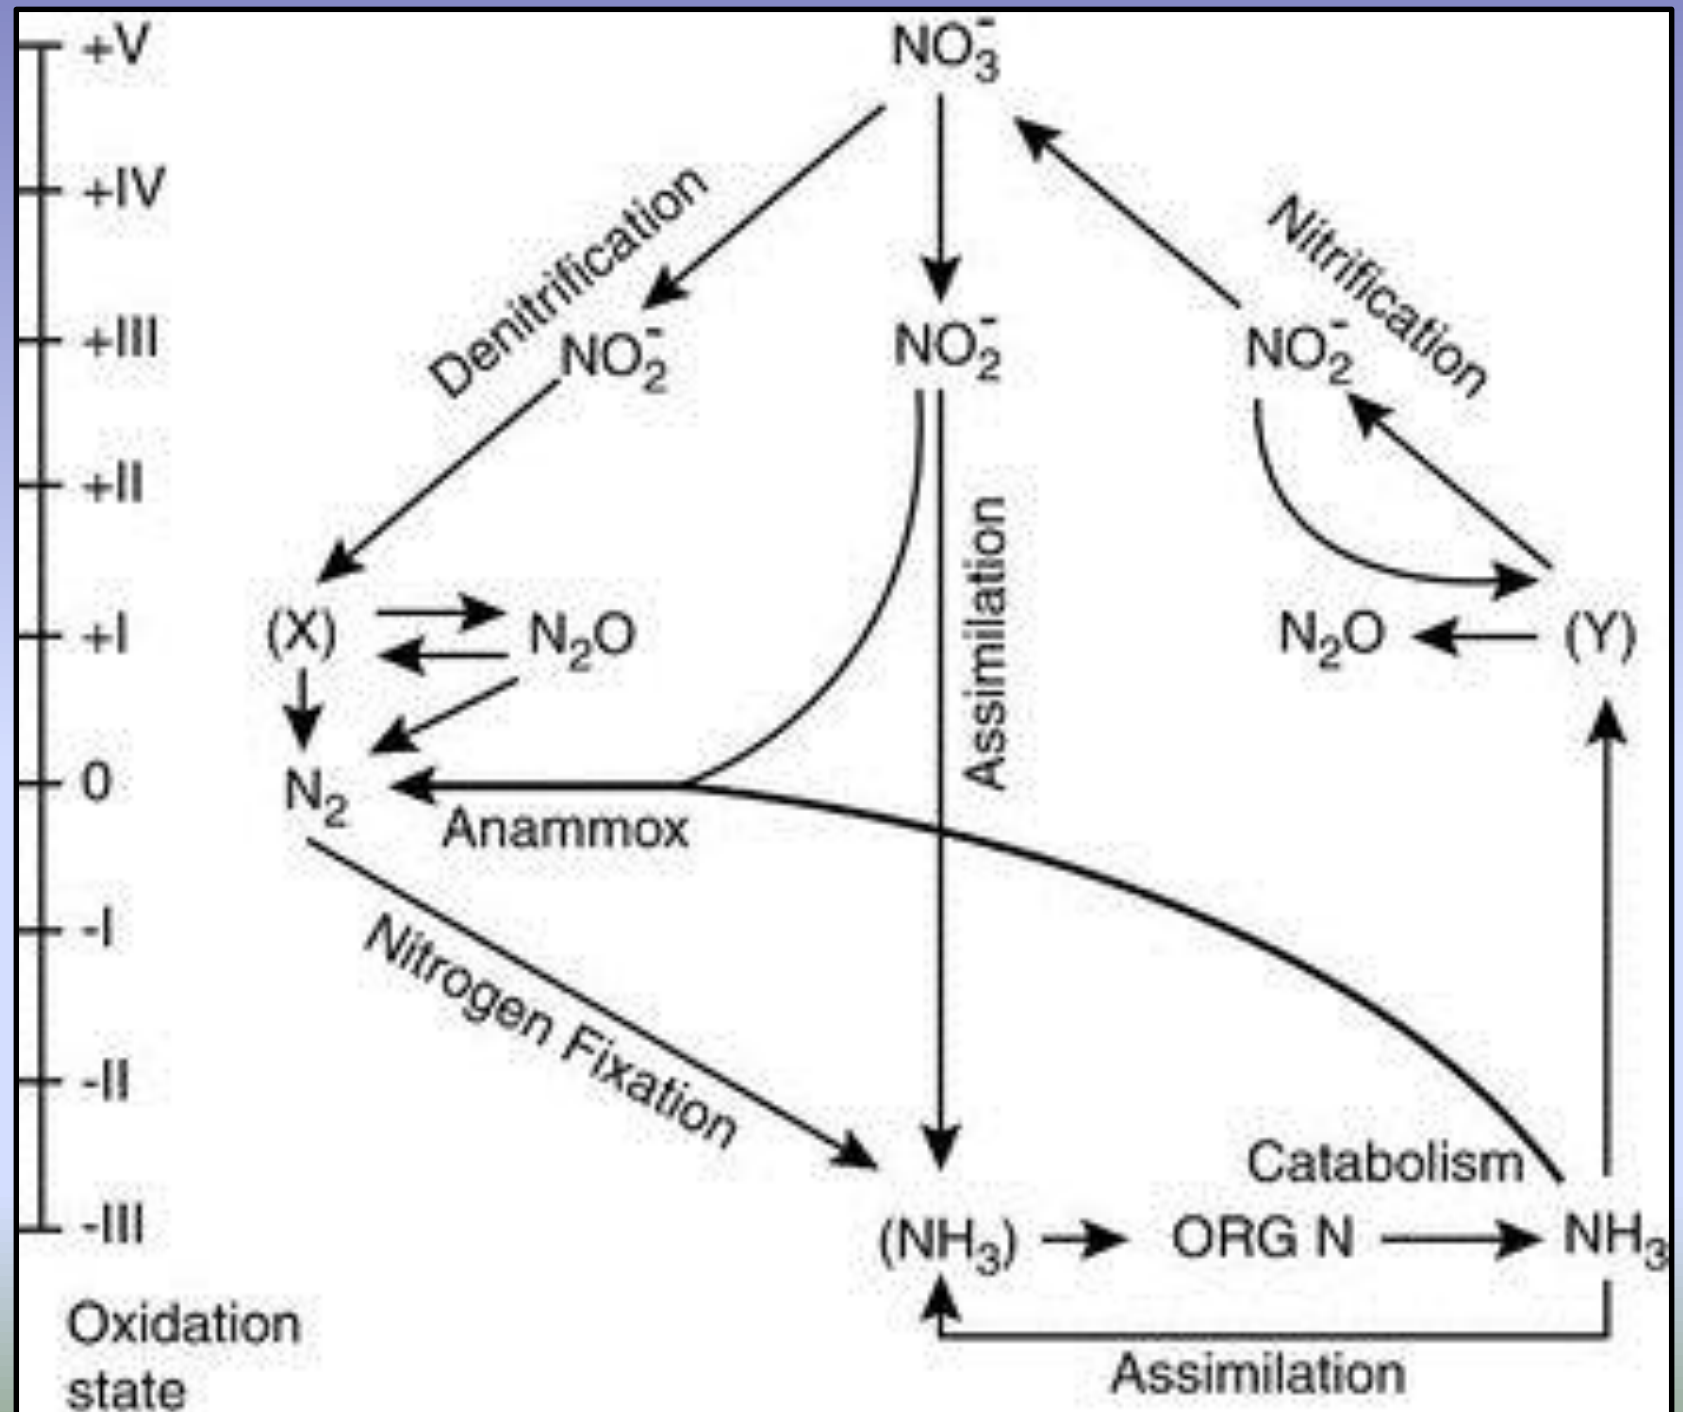 +V
NO₃⁻
+IV
Denitrification
Nitrification
+III
NO₂⁻
NO₂⁻
NO₂⁻
+II
Assimilation
+I
(X)
N₂O
N₂O
(Y)
0
N₂
Anammox
-I
Nitrogen Fixation
-II
Catabolism
-III
(NH₃)
ORG N
NH₃
Oxidation
state
Assimilation